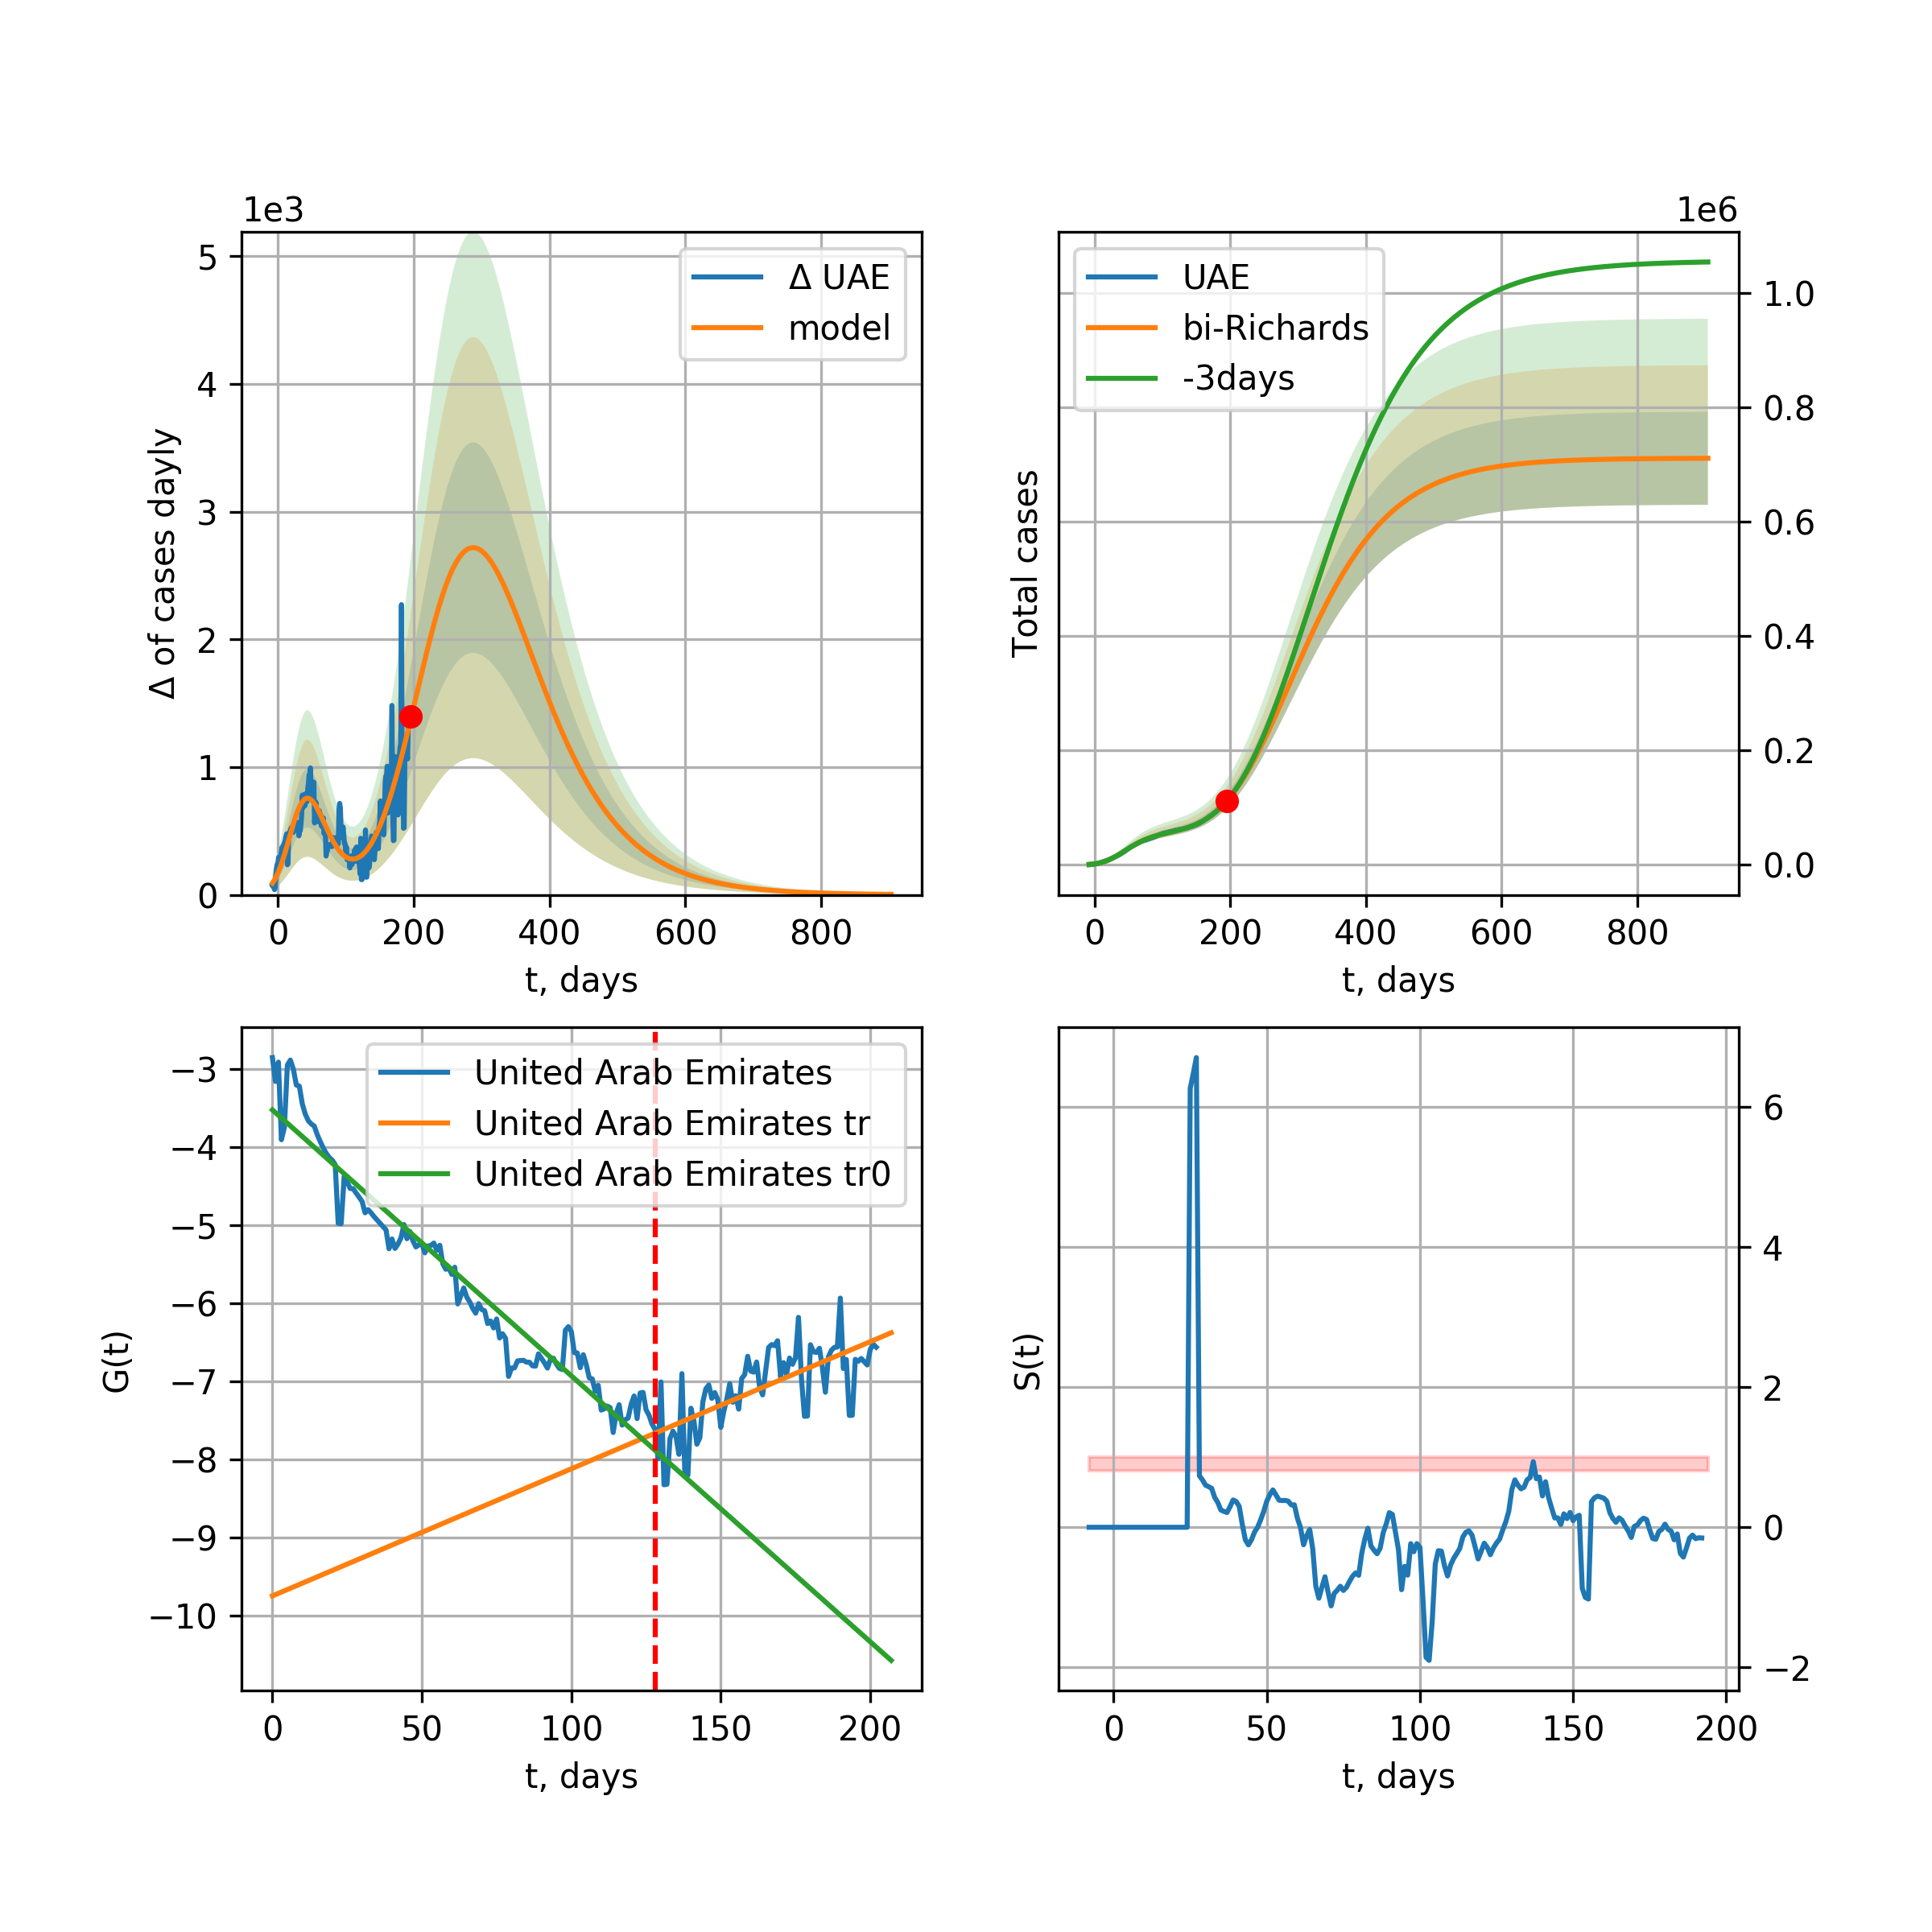 1e3
5
4
3
2
1
0
Δ of cases dayly
Δ UAE
model
0 200 400 600 800
t, days
1e6
UAE
bi-Richards
-3days
Total cases
1.0
0.8
0.6
0.4
0.2
0.0
0 200 400 600 800
t, days
−3
−4
−5
−6
−7
−8
−9
−10
G(t)
United Arab Emirates
United Arab Emirates tr
United Arab Emirates tr0
0 50 100 150 200
t, days
S(t)
6
4
2
0
−2
0 50 100 150 200
t, days